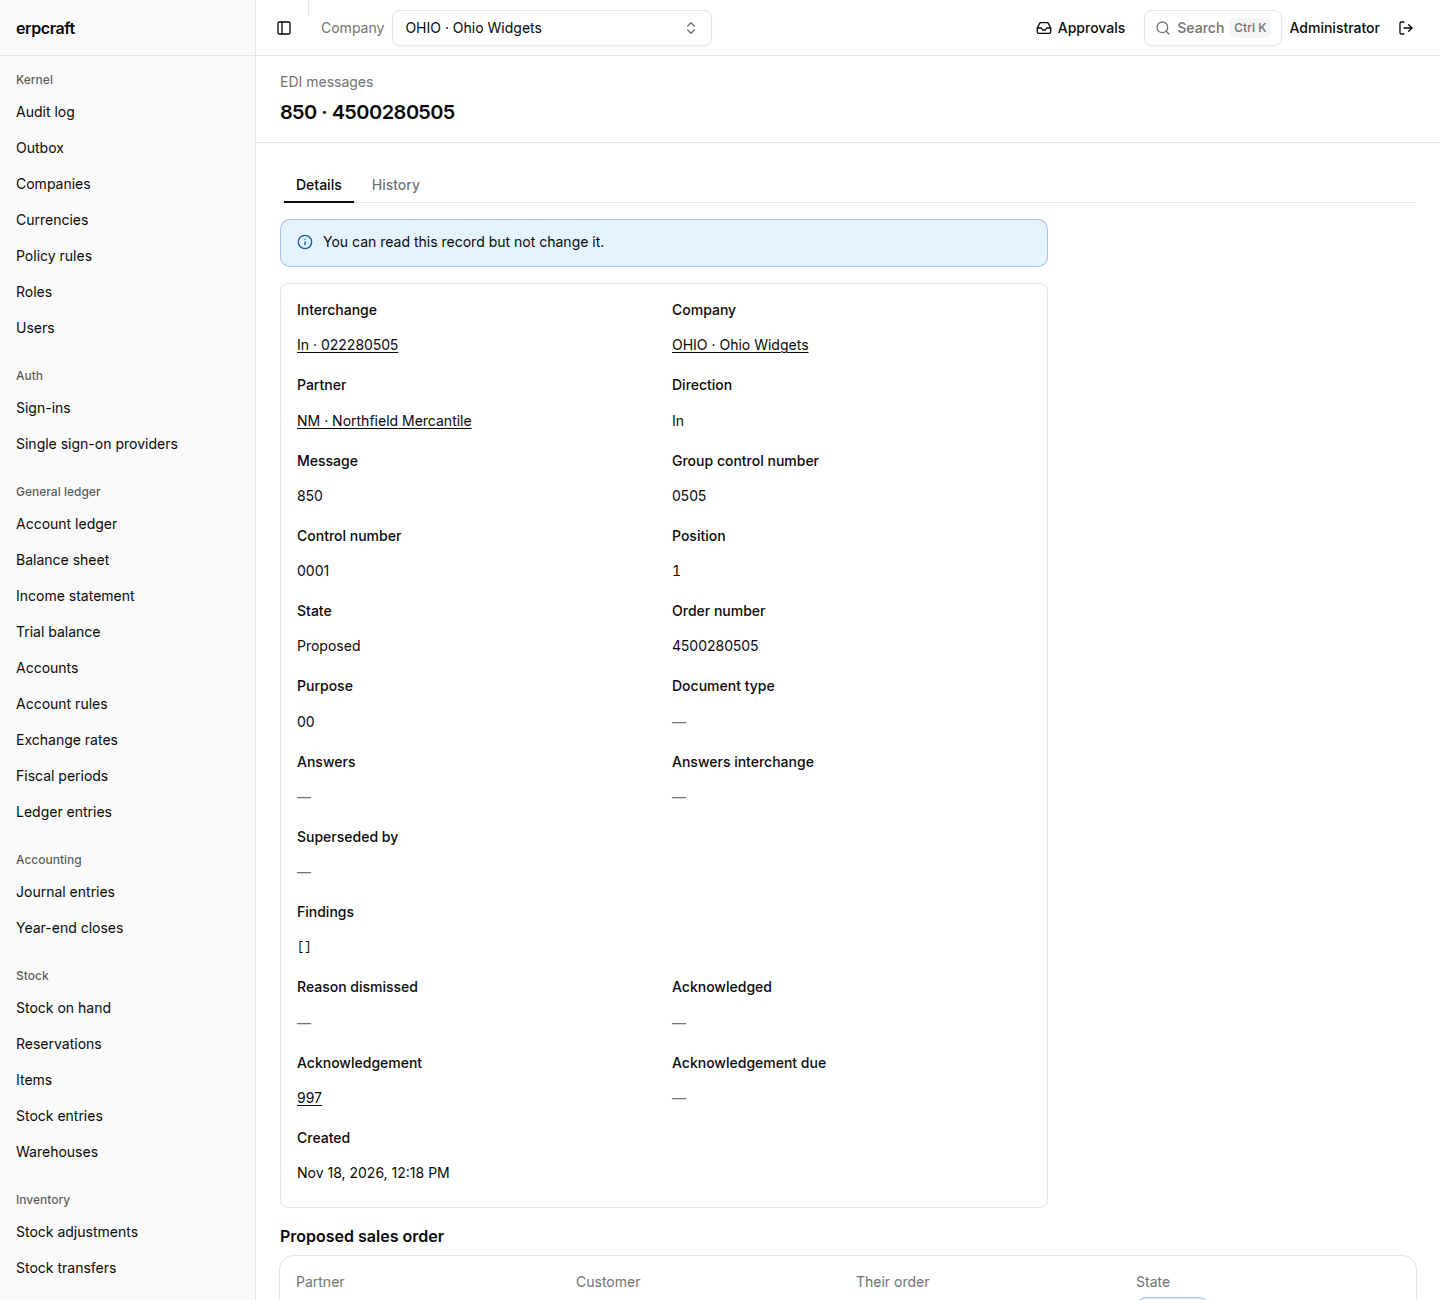 erpcraft
Company
OHIO · Ohio Widgets
Approvals
Search
Ctrl K
Administrator
Kernel
Audit log
Outbox
Companies
Currencies
Policy rules
Roles
Users
Auth
Sign-ins
Single sign-on providers
General ledger
Account ledger
Balance sheet
Income statement
Trial balance
Accounts
Account rules
Exchange rates
Fiscal periods
Ledger entries
Accounting
Journal entries
Year-end closes
Stock
Stock on hand
Reservations
Items
Stock entries
Warehouses
Inventory
Stock adjustments
Stock transfers
EDI messages
850 · 4500280505
Details
History
You can read this record but not change it.
Interchange
Company
In · 022280505
OHIO · Ohio Widgets
Partner
Direction
NM · Northfield Mercantile
In
Message
Group control number
850
0505
Control number
Position
0001
1
State
Order number
Proposed
4500280505
Purpose
Document type
00
—
Answers
Answers interchange
—
—
Superseded by
—
Findings
[]
Reason dismissed
Acknowledged
—
—
Acknowledgement
Acknowledgement due
997
—
Created
Nov 18, 2026, 12:18 PM
Proposed sales order
Partner
Customer
Their order
State